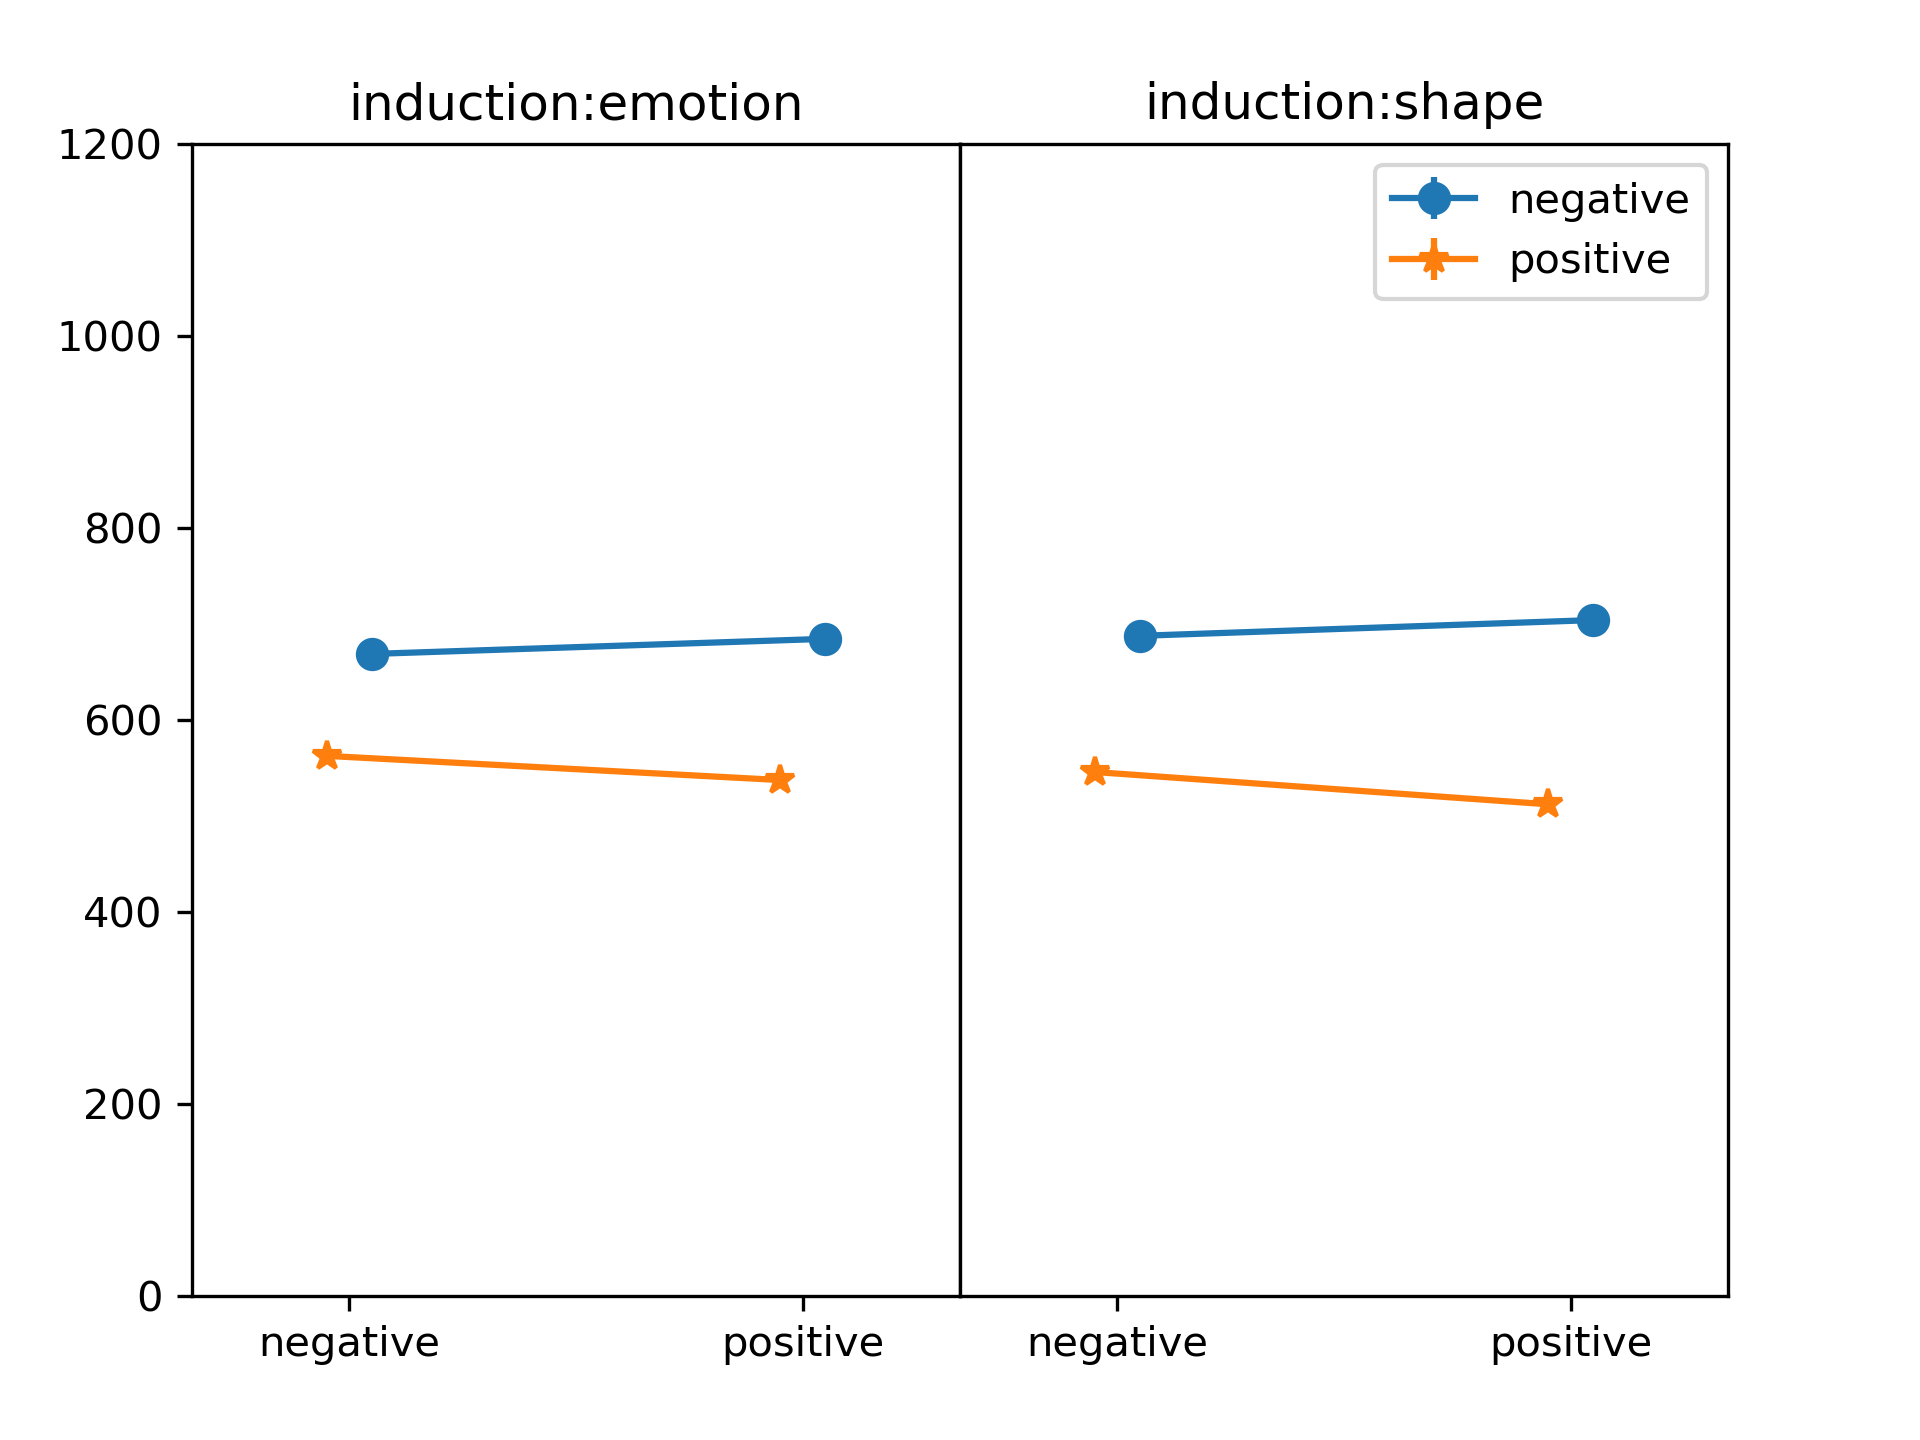 induction:emotion
induction:shape
1200
1000
800
600
400
200
0
negative
positive
negative
positive
negative
positive